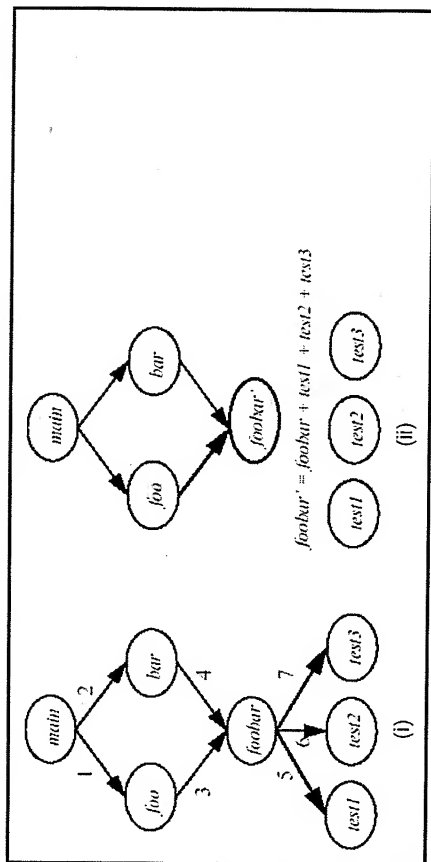 main
1
2
foo
bar
3
4
foobar
5
6
7
test1
test2
test3
(i)
main
foo
bar
foobar'
foobar' = foobar + test1 + test2 + test3
test1
test2
test3
(ii)